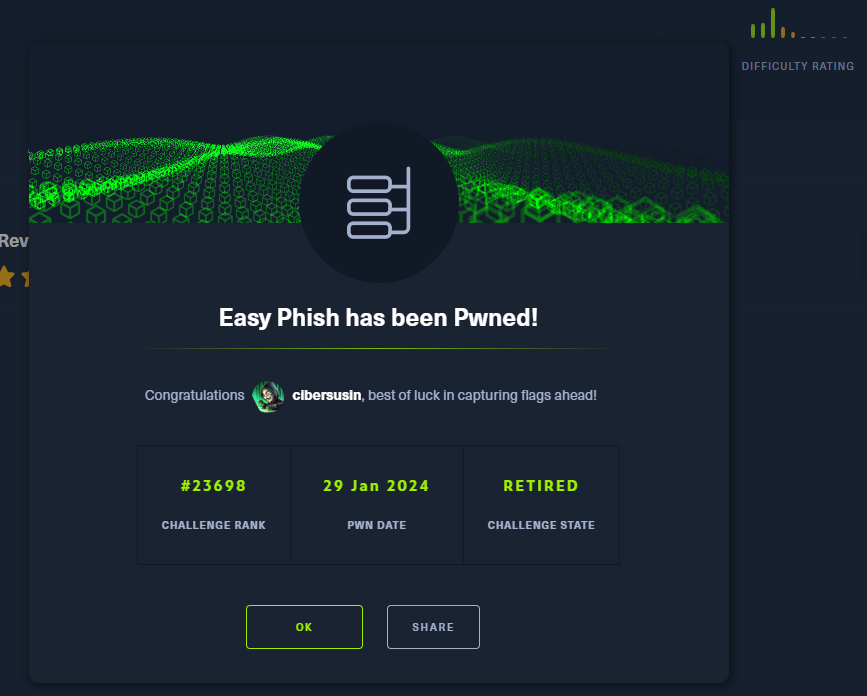 DIFFICULTY RATING
Rev
Easy Phish has been Pwned!
Congratulations cibersusin, best of luck in capturing flags ahead!
#23698 29 Jan 2024 RETIRED
CHALLENGE RANK PWN DATE CHALLENGE STATE
OK SHARE